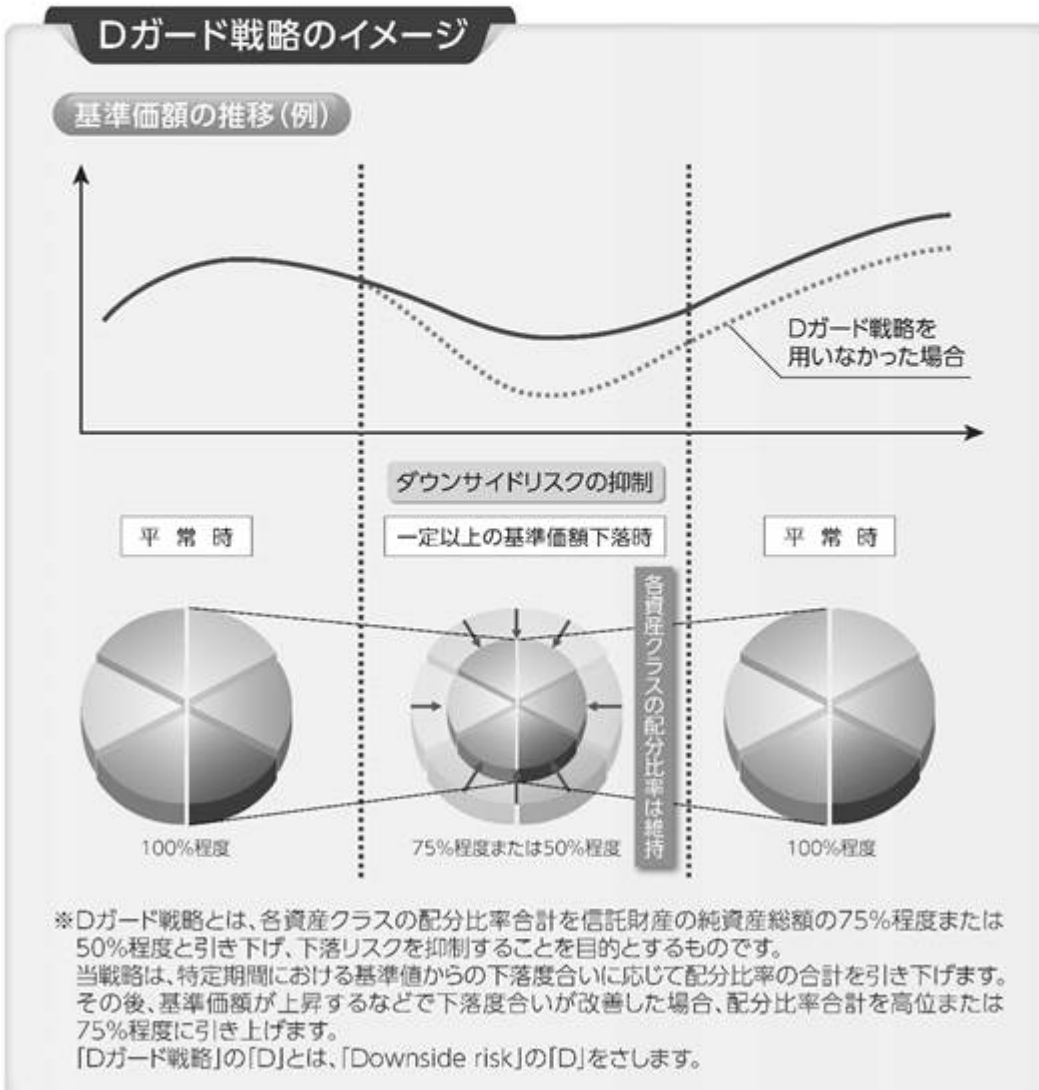 Dガード戦略のイメージ
基準価額の推移(例)
Dガード戦略を
用いなかった場合
ダウンサイドリスクの抑制
平常時
一定以上の基準価額下落時
平常時
各資産クラスの配分比率は維持
100%程度
75%程度または50%程度
100%程度
※Dガード戦略とは、各資産クラスの配分比率合計を信託財産の純資産総額の75%程度または
50%程度と引き下げ、下落リスクを抑制することを目的とするものです。
当戦略は、特定期間における基準値からの下落度合いに応じて配分比率の合計を引き下げます。
その後、基準価額が上昇するなどで下落度合いが改善した場合、配分比率合計を高位または
75%程度に引き上げます。
「Dガード戦略」の「D」とは、「Downside risk」の「D」をさします。